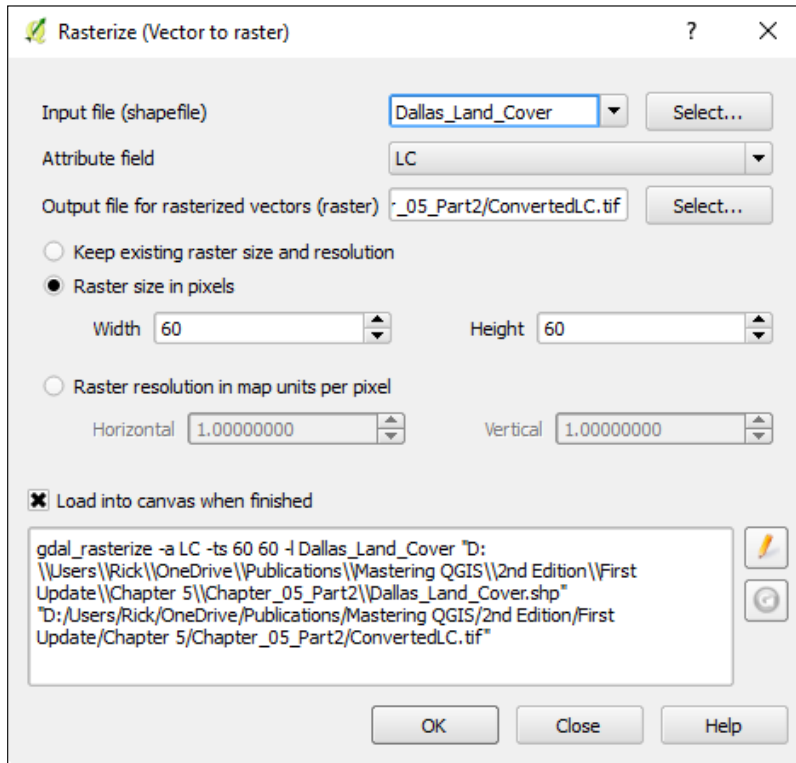 Rasterize (Vector to raster)
?
Input file (shapefile) Dallas_Land_Cover Select...
Attribute field LC
Output file for rasterized vectors (raster) r_05_Part2/ConvertedLC.tif Select...
Keep existing raster size and resolution
Raster size in pixels
Width 60 Height 60
Raster resolution in map units per pixel
Horizontal 1.00000000 Vertical 1.00000000
Load into canvas when finished
gdal_rasterize -a LC -ts 60 60 -l Dallas_Land_Cover "D:
\\Users\\Rick\\OneDrive\\Publications\\Mastering QGIS\\2nd Edition\\First
Update\\Chapter 5\\Chapter_05_Part2\\Dallas_Land_Cover.shp"
"D:/Users/Rick/OneDrive/Publications/Mastering QGIS/2nd Edition/First
Update/Chapter 5/Chapter_05_Part2/ConvertedLC.tif"
OK Close Help